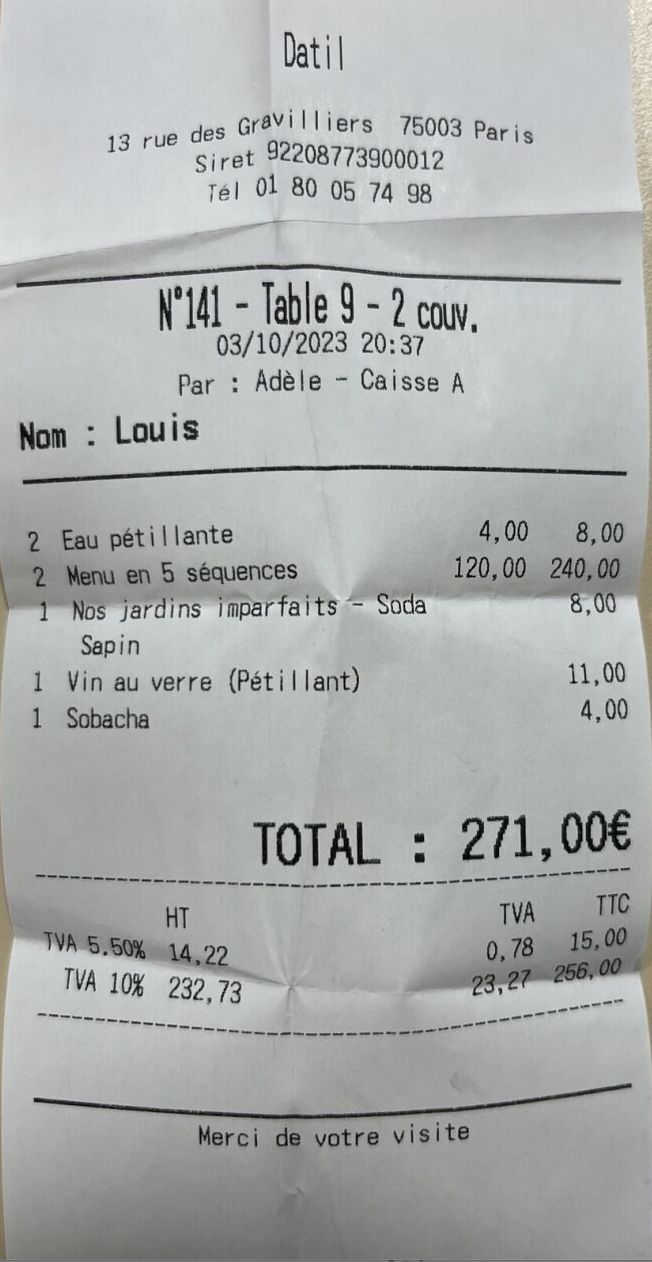 Datil
13 rue des Gravilliers 75003 Paris
Siret 92208773900012
Tél 01 80 05 74 98
N°141 - Table 9 - 2 couv.
03/10/2023 20:37
Par : Adèle - Caisse A
Nom : Louis
2 Eau pétillante 4,00 8,00
2 Menu en 5 séquences 120,00 240,00
1 Nos jardins imparfaits - Soda 8,00
Sapin
1 Vin au verre (Pétillant) 11,00
1 Sobacha 4,00
TOTAL : 271,00€
HT TVA TTC
TVA 5.50% 14,22 0,78 15,00
TVA 10% 232,73 23,27 256,00
Merci de votre visite